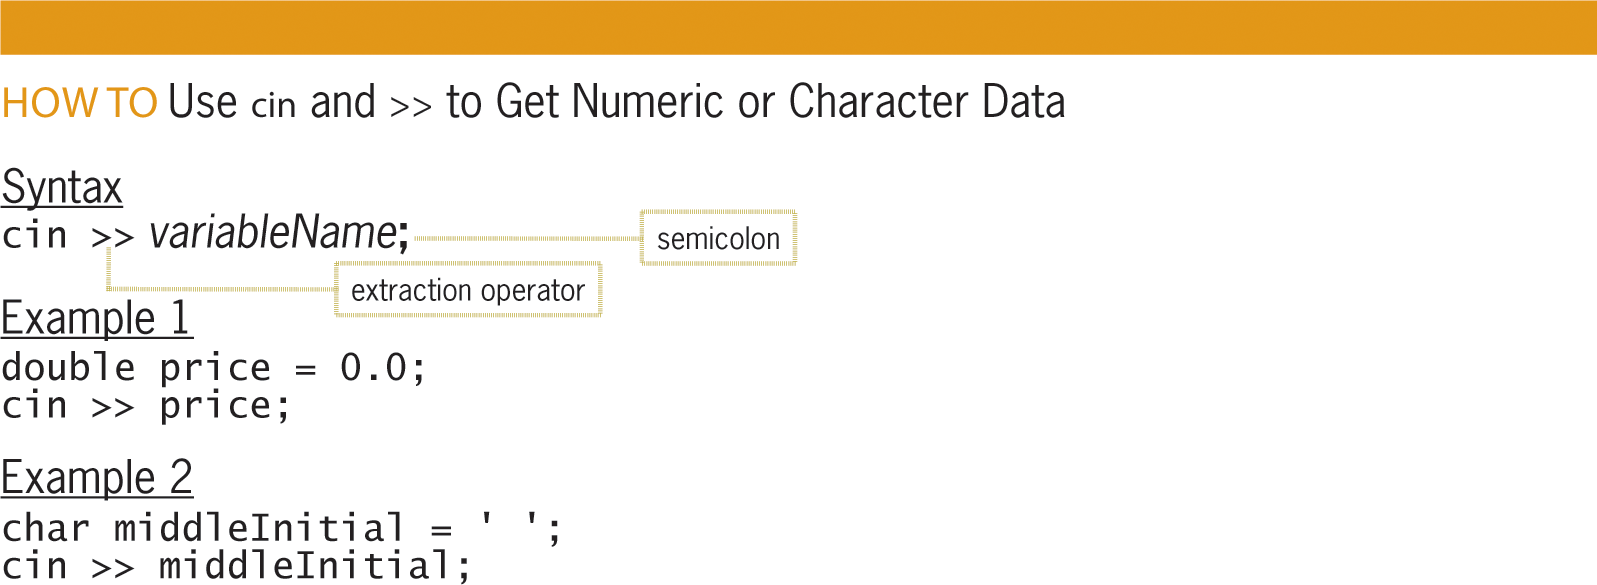 HOW TO Use cin and >> to Get Numeric or Character Data
Syntax
cin >> variableName;
semicolon
extraction operator
Example 1
double price = 0.0;
cin >> price;
Example 2
char middleInitial = ' ';
cin >> middleInitial;